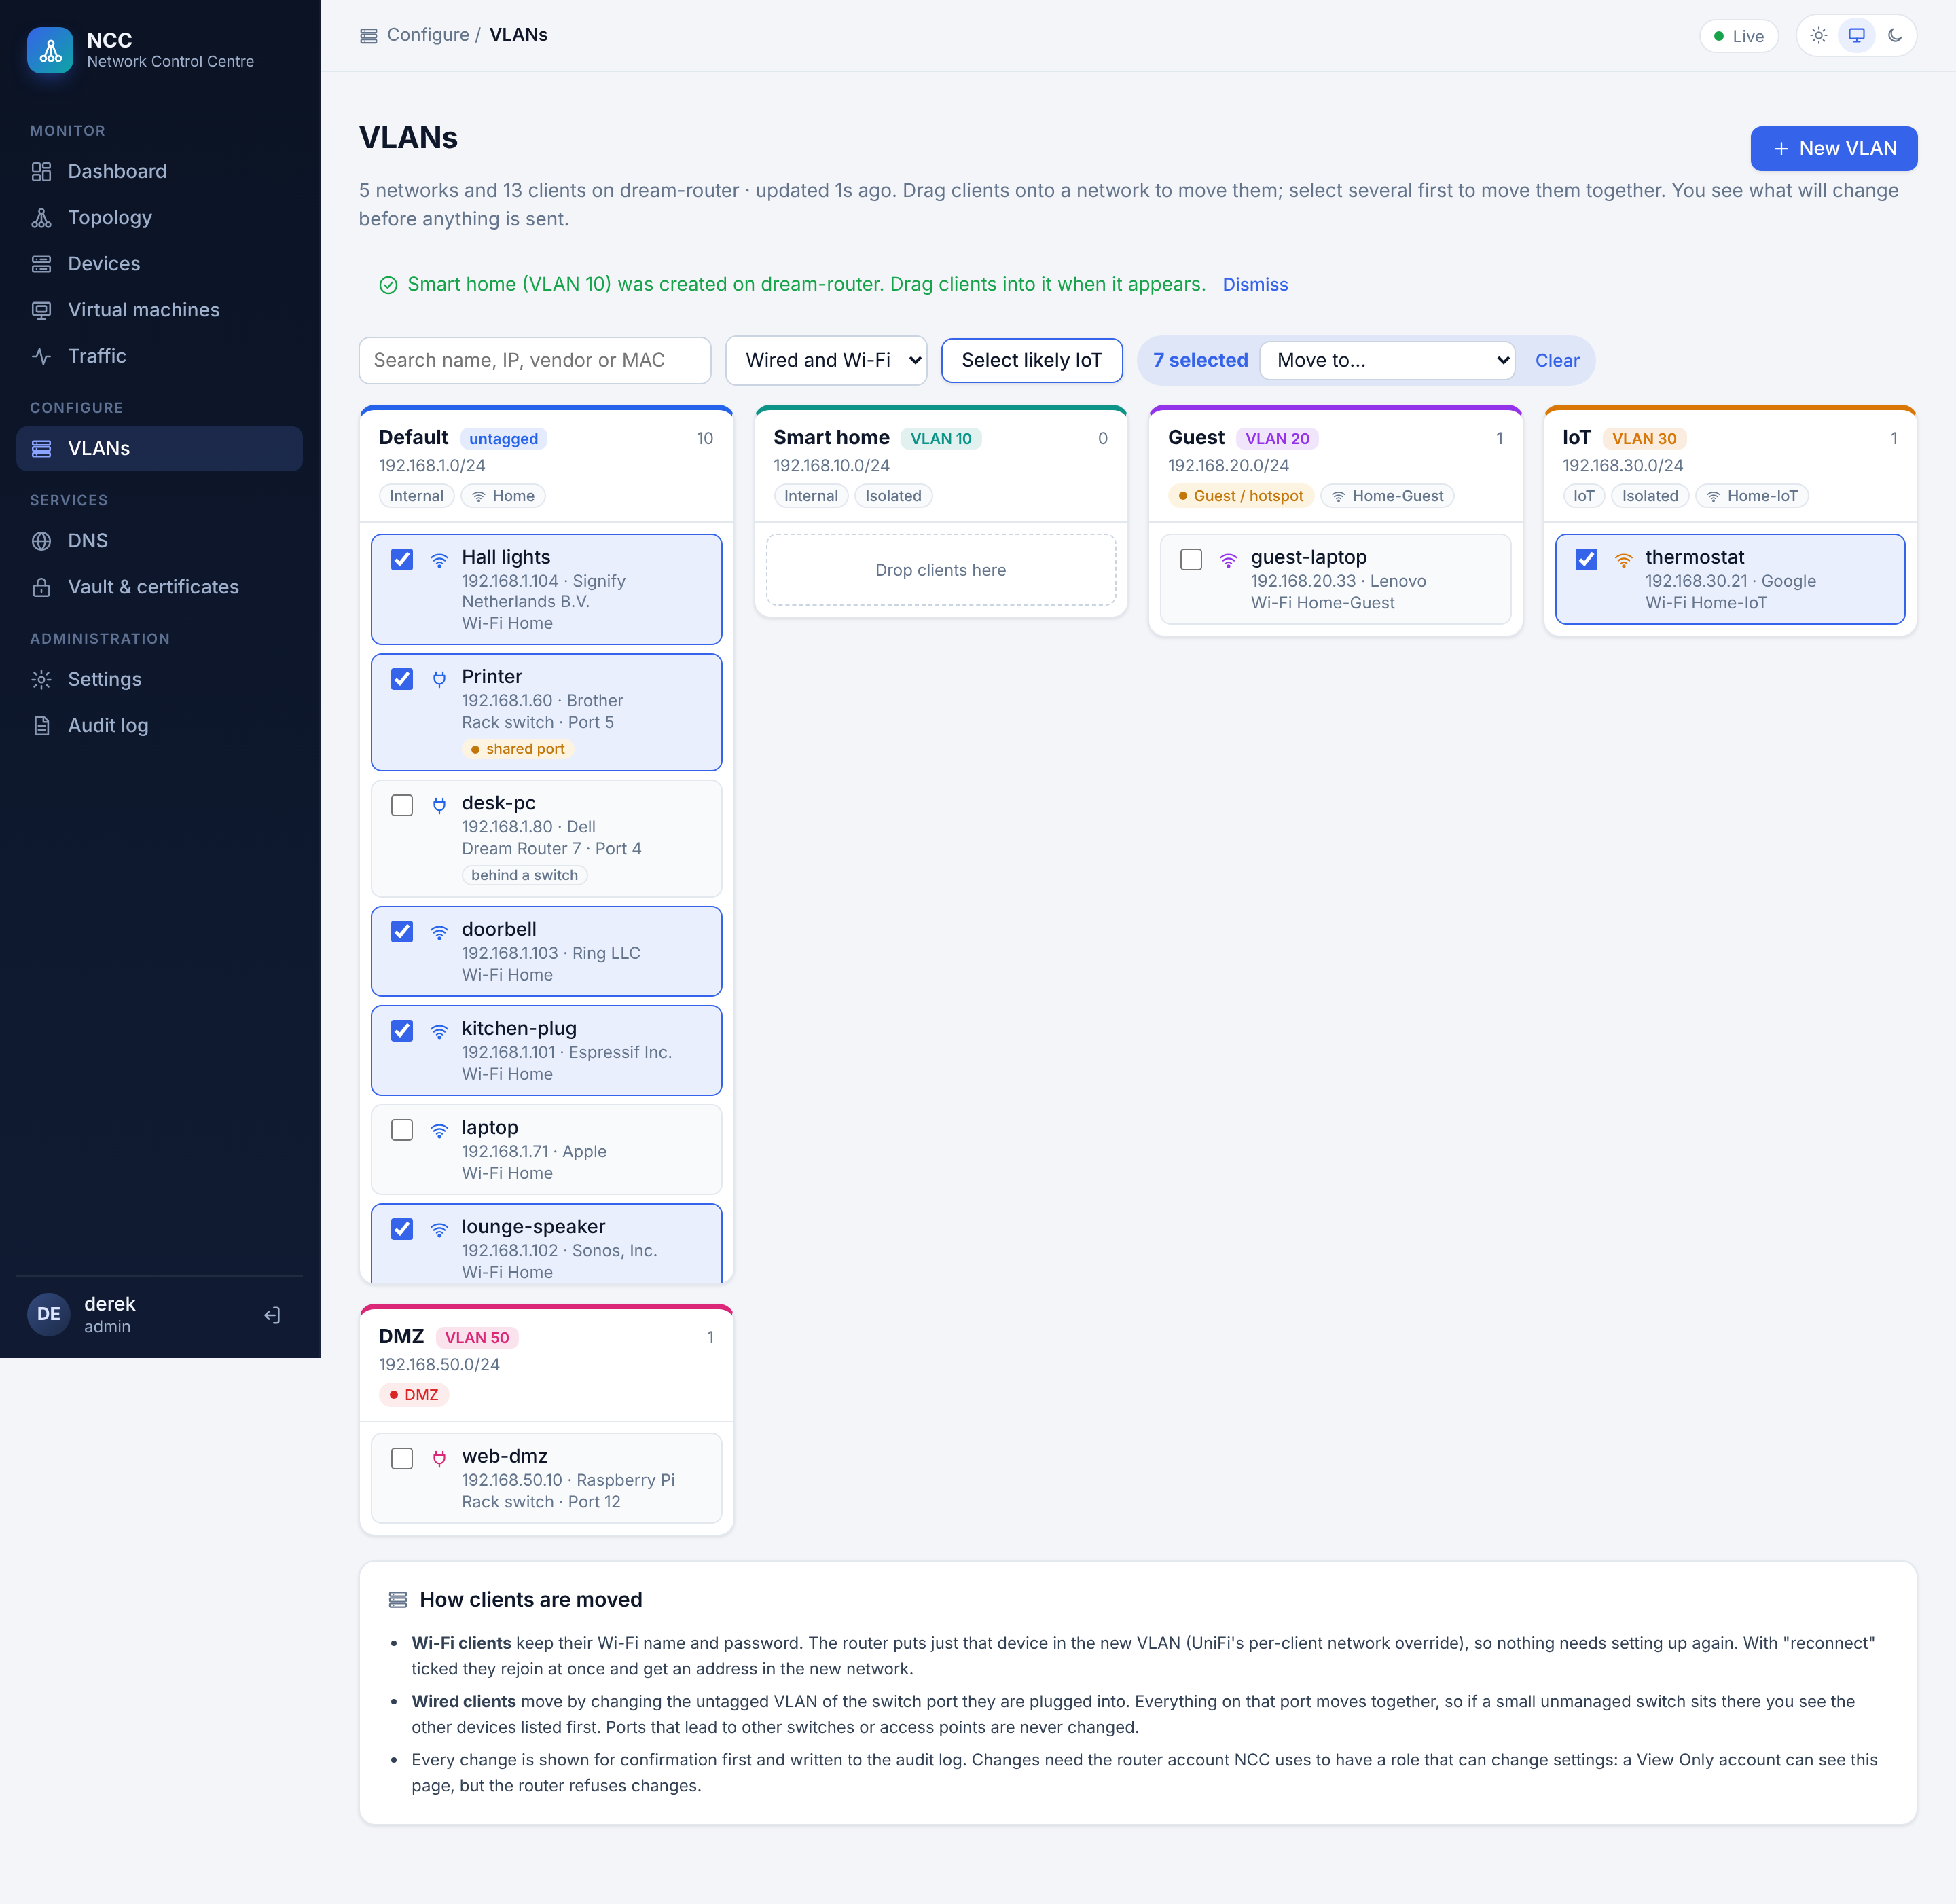 NCC
Network Control Centre
MONITOR
Dashboard
Topology
Devices
Virtual machines
Traffic
CONFIGURE
VLANs
SERVICES
DNS
Vault & certificates
ADMINISTRATION
Settings
Audit log
DE
derek
admin
Configure / VLANs
Live
VLANs
New VLAN
5 networks and 13 clients on dream-router · updated 1s ago. Drag clients onto a network to move them; select several first to move them together. You see what will change
before anything is sent.
Smart home (VLAN 10) was created on dream-router. Drag clients into it when it appears. Dismiss
Search name, IP, vendor or MAC
Wired and Wi-Fi
Select likely IoT
7 selected
Move to...
Clear
Default untagged 10
192.168.1.0/24
Internal Home
Hall lights
192.168.1.104 · Signify
Netherlands B.V.
Wi-Fi Home
Printer
192.168.1.60 · Brother
Rack switch · Port 5
shared port
desk-pc
192.168.1.80 · Dell
Dream Router 7 · Port 4
behind a switch
doorbell
192.168.1.103 · Ring LLC
Wi-Fi Home
kitchen-plug
192.168.1.101 · Espressif Inc.
Wi-Fi Home
laptop
192.168.1.71 · Apple
Wi-Fi Home
lounge-speaker
192.168.1.102 · Sonos, Inc.
Wi-Fi Home
Smart home VLAN 10 0
192.168.10.0/24
Internal Isolated
Drop clients here
Guest VLAN 20 1
192.168.20.0/24
Guest / hotspot Home-Guest
guest-laptop
192.168.20.33 · Lenovo
Wi-Fi Home-Guest
IoT VLAN 30 1
192.168.30.0/24
IoT Isolated Home-IoT
thermostat
192.168.30.21 · Google
Wi-Fi Home-IoT
DMZ VLAN 50 1
192.168.50.0/24
DMZ
web-dmz
192.168.50.10 · Raspberry Pi
Rack switch · Port 12
How clients are moved
• Wi-Fi clients keep their Wi-Fi name and password. The router puts just that device in the new VLAN (UniFi's per-client network override), so nothing needs setting up again. With "reconnect"
ticked they rejoin at once and get an address in the new network.
• Wired clients move by changing the untagged VLAN of the switch port they are plugged into. Everything on that port moves together, so if a small unmanaged switch sits there you see the
other devices listed first. Ports that lead to other switches or access points are never changed.
• Every change is shown for confirmation first and written to the audit log. Changes need the router account NCC uses to have a role that can change settings: a View Only account can see this
page, but the router refuses changes.